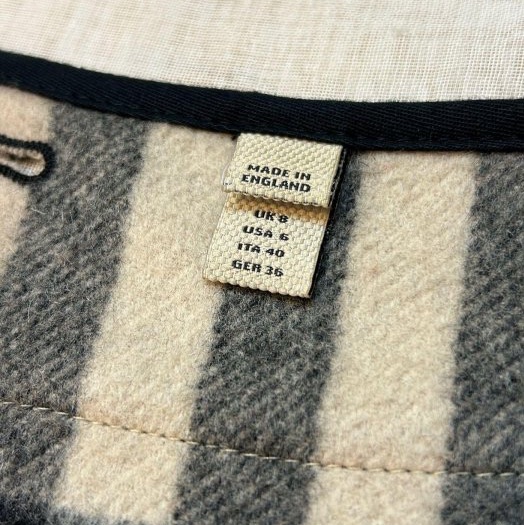 MADE IN
ENGLAND
UK 8
USA 6
ITA 40
GER 36